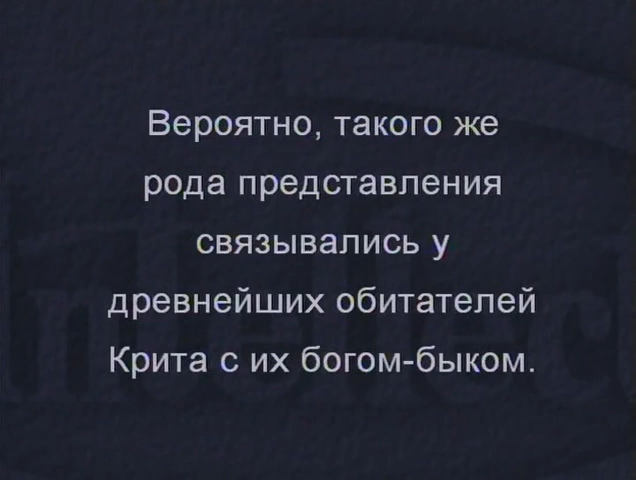 Вероятно, такого же
рода представления
связывались у
древнейших обитателей
Крита с их богом-быком.